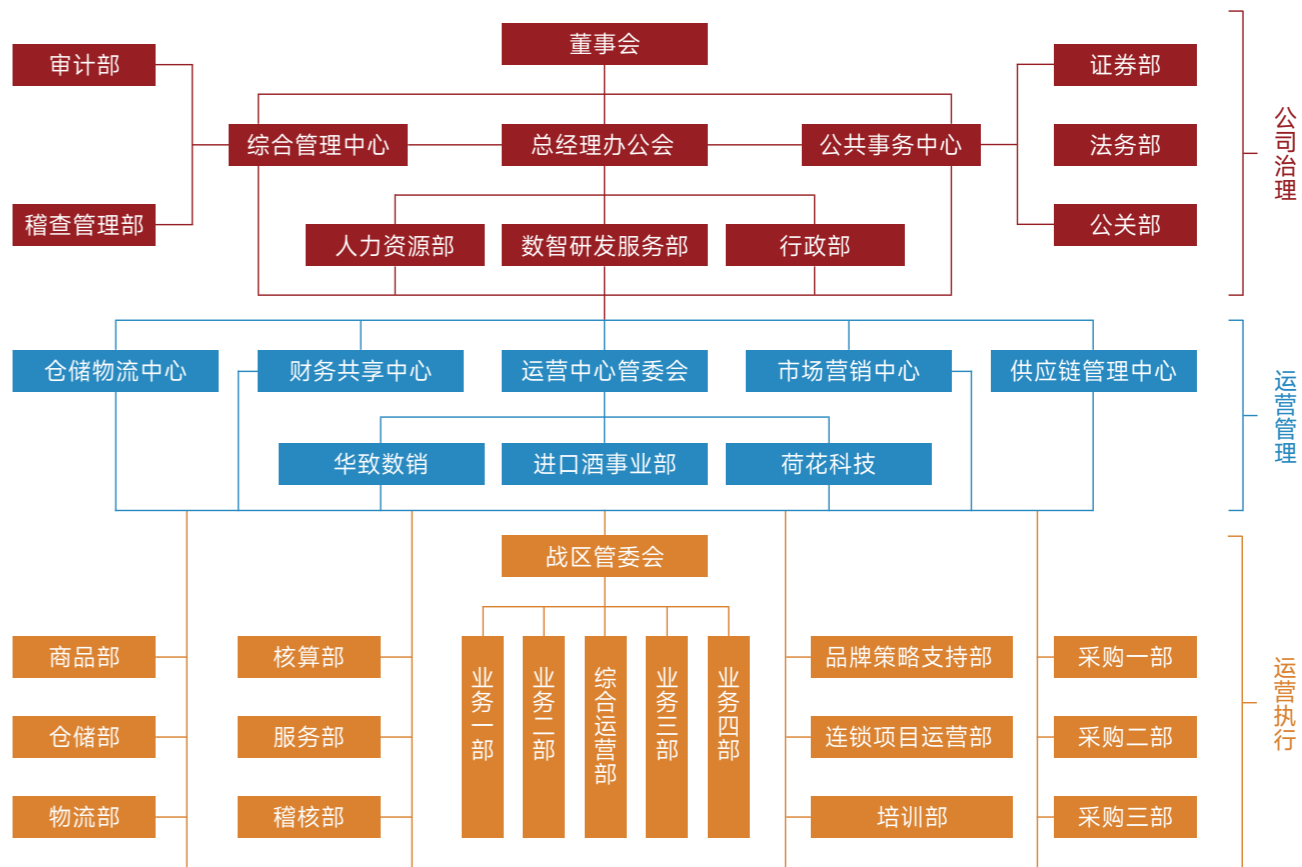 董事会
审计部
证券部
综合管理中心
总经理办公会
公共事务中心
法务部
公司治理
稽查管理部
公关部
人力资源部
数智研发服务部
行政部
仓储物流中心
财务共享中心
运营中心管委会
市场营销中心
供应链管理中心
运营管理
华致数销
进口酒事业部
荷花科技
战区管委会
商品部
核算部
业务一部
业务二部
综合运营部
业务三部
业务四部
品牌策略支持部
采购一部
运营执行
仓储部
服务部
连锁项目运营部
采购二部
物流部
稽核部
培训部
采购三部